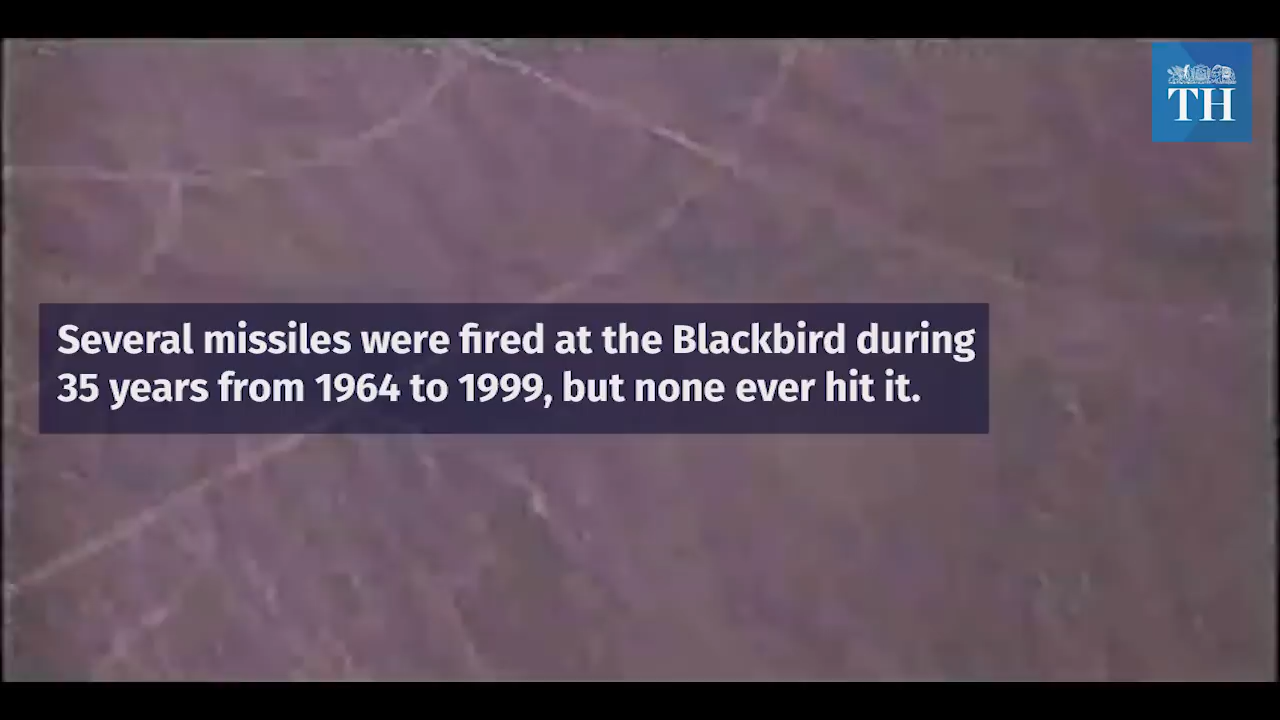 TH
Several missiles were fired at the Blackbird during
35 years from 1964 to 1999, but none ever hit it.